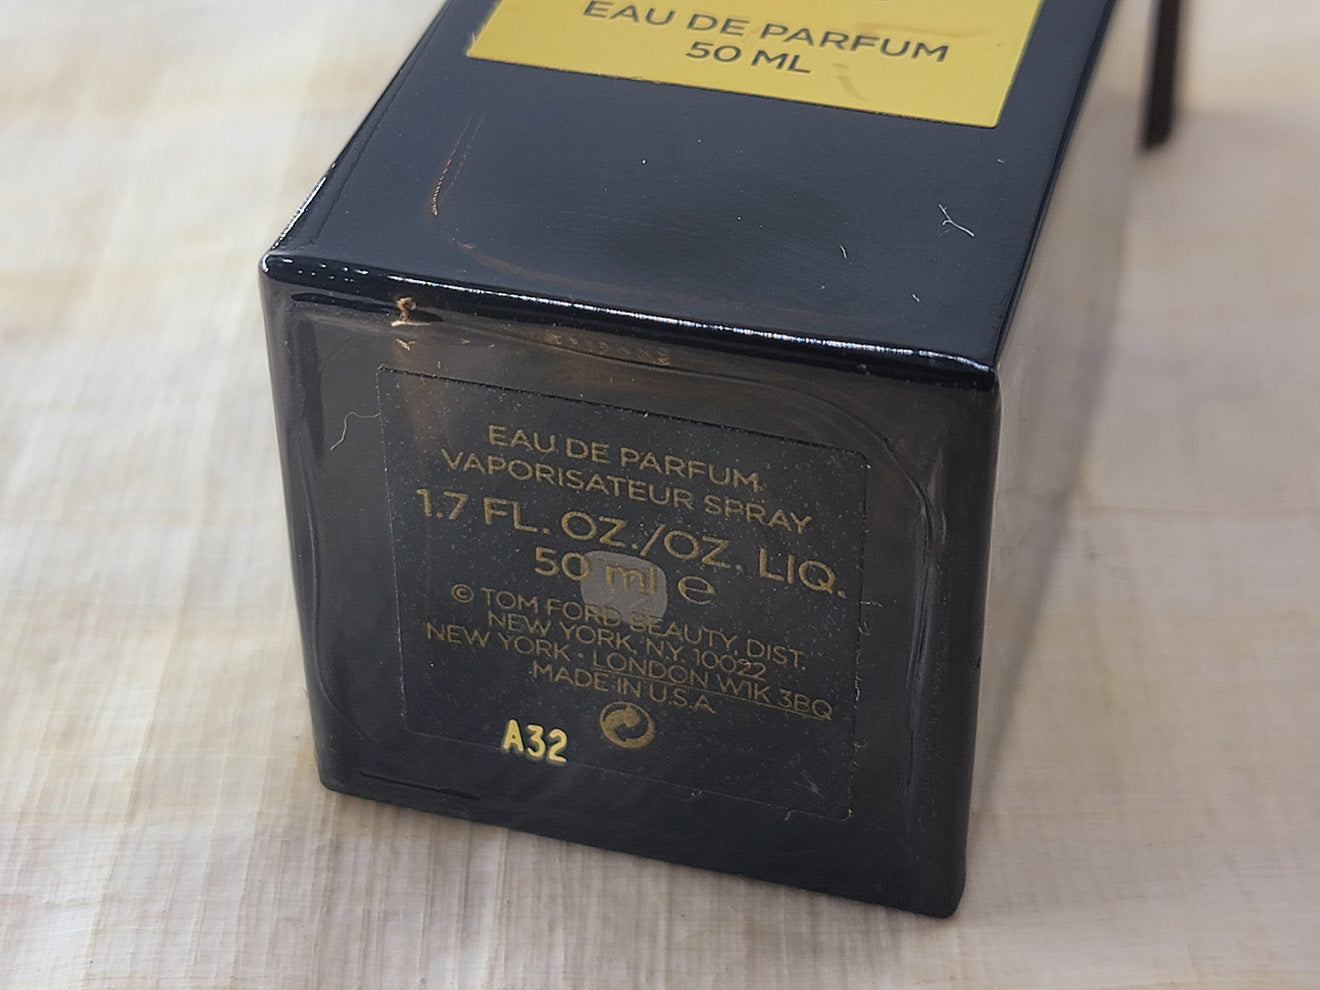 EAU DE PARFUM
50 ML
EAU DE PARFUM
VAPORISATEUR SPRAY
1.7 FL. OZ./OZ. LIQ.
50 ml e
© TOM FORD BEAUTY, DIST.
NEW YORK, NY 10022
NEW YORK • LONDON W1K 3BQ
MADE IN U.S.A.
A32